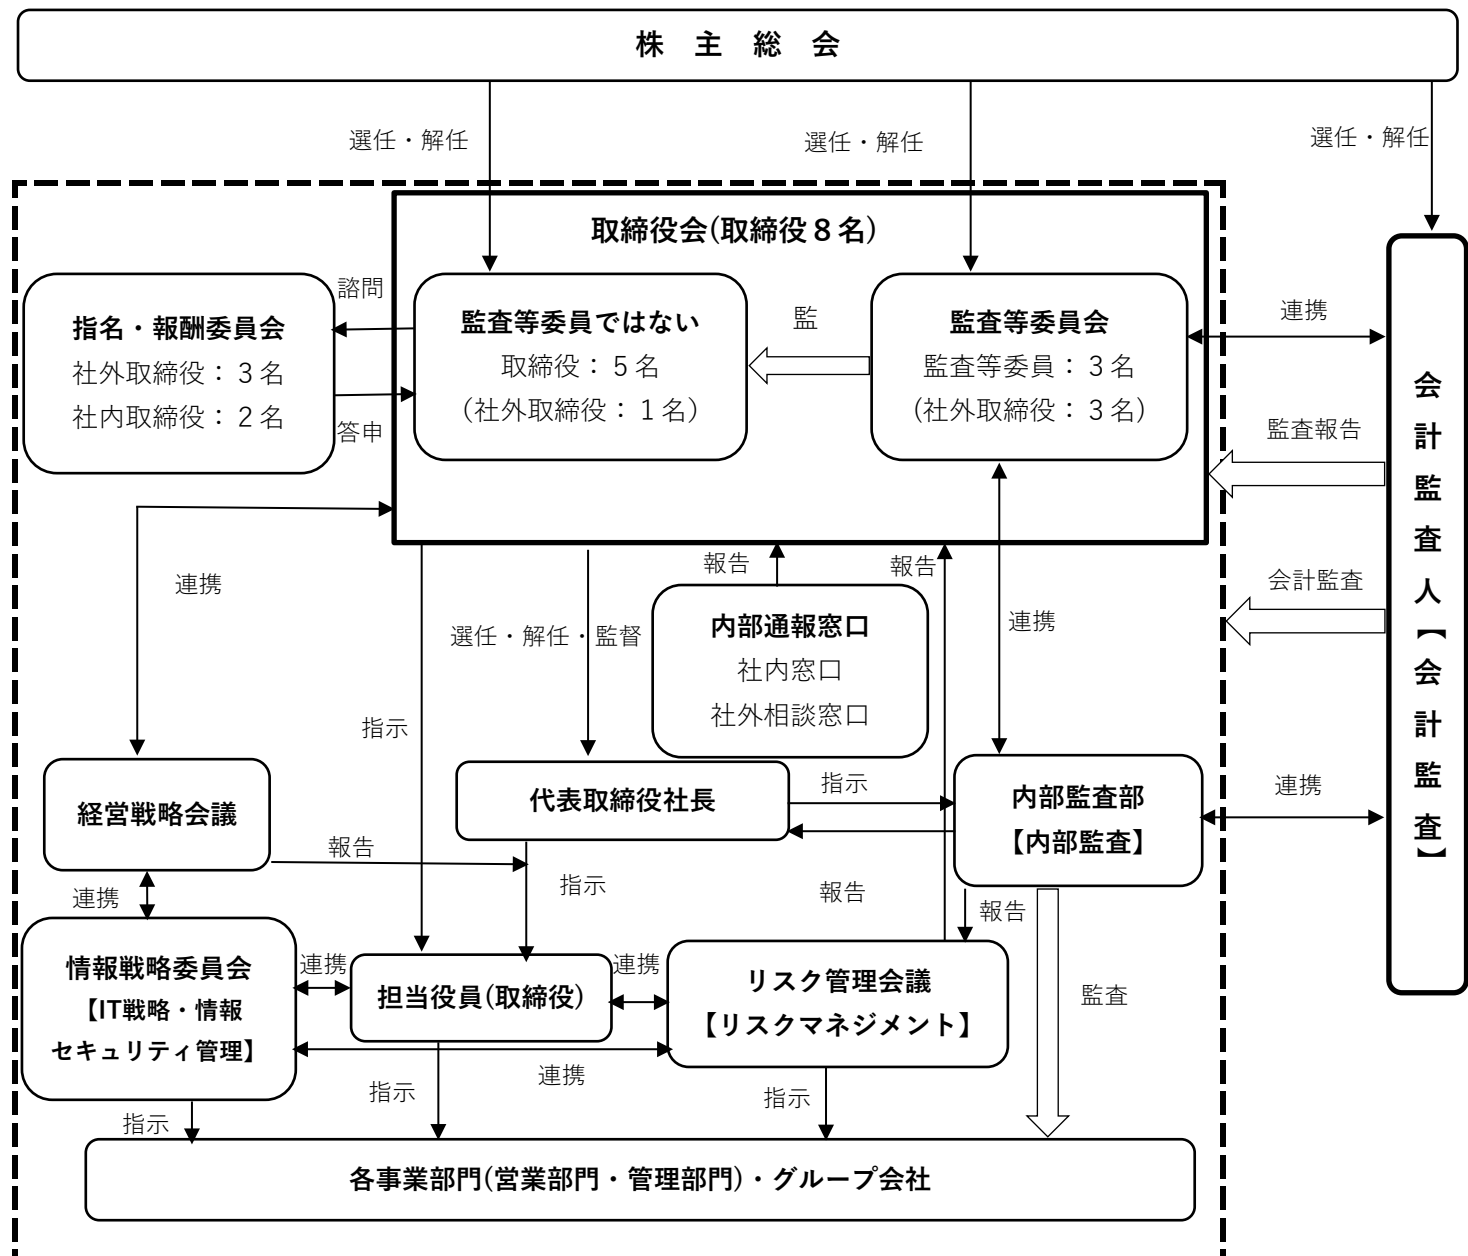 株 主 総 会
選任・解任
選任・解任
選任・解任
取締役会(取締役８名)
指名・報酬委員会
社外取締役：３名
社内取締役：２名
諮問
答申
監査等委員ではない
取締役：５名
（社外取締役：１名）
監
監査等委員会
監査等委員：３名
(社外取締役：３名)
連携
監査報告
会計監査
会計監査人【会計監査】
連携
報告
報告
選任・解任・監督
指示
内部通報窓口
社内窓口
社外相談窓口
連携
経営戦略会議
代表取締役社長
指示
内部監査部
【内部監査】
連携
報告
指示
報告
報告
連携
情報戦略委員会
【IT戦略・情報
セキュリティ管理】
連携
担当役員(取締役)
連携
リスク管理会議
【リスクマネジメント】
監査
連携
指示
指示
指示
各事業部門(営業部門・管理部門)・グループ会社